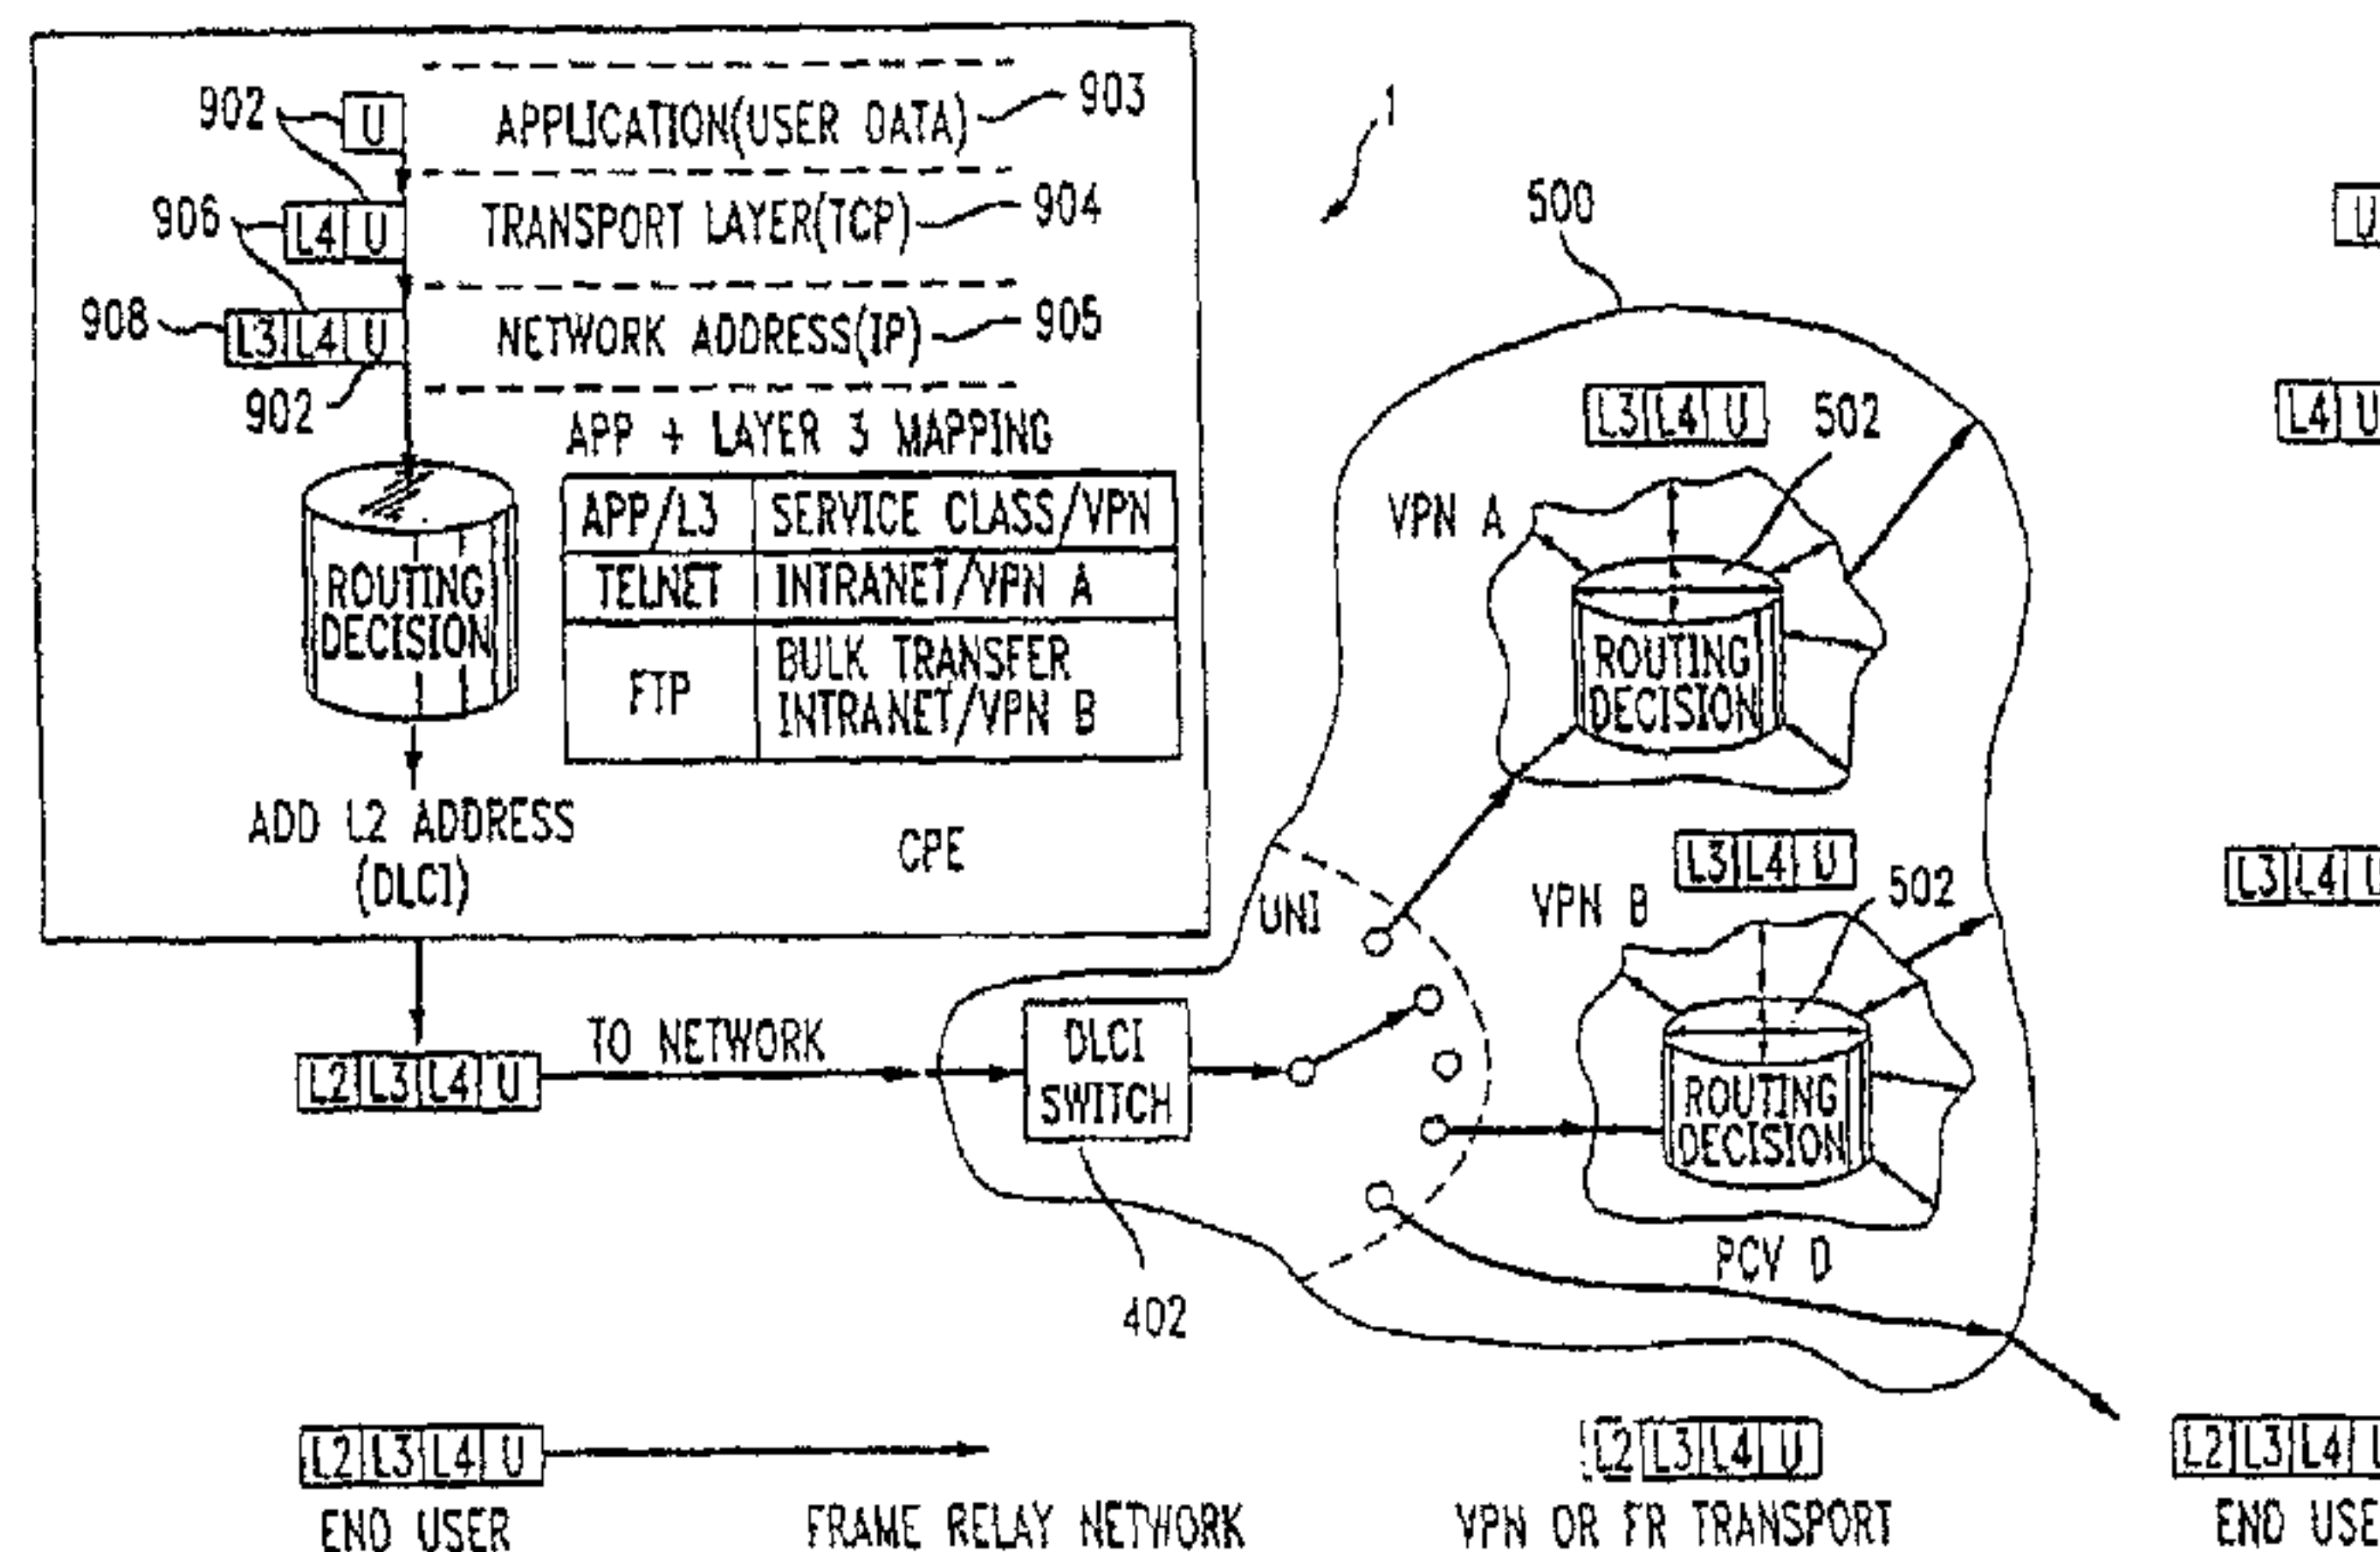 902
U
APPLICATION(USER DATA)
903
906
L4 U
TRANSPORT LAYER(TCP)
904
908
L3 L4 U
NETWORK ADDRESS(IP)
905
902
APP + LAYER 3 MAPPING
APP/L3 SERVICE CLASS/VPN
TELNET INTRANET/VPN A
FTP BULK TRANSFER
INTRANET/VPN B
ROUTING
DECISION
ADD L2 ADDRESS
(DLCI)
CPE
L2 L3 L4 U
TO NETWORK
DLCI
SWITCH
402
UNI
1
500
L3 L4 U
502
VPN A
ROUTING
DECISION
L3 L4 U
502
VPN B
ROUTING
DECISION
PCV D
U
L4 U
L3 L4
L2 L3 L4 U
END USER
FRAME RELAY NETWORK
L2 L3 L4 U
VPN OR FR TRANSPORT
L2 L3 L4
END USE